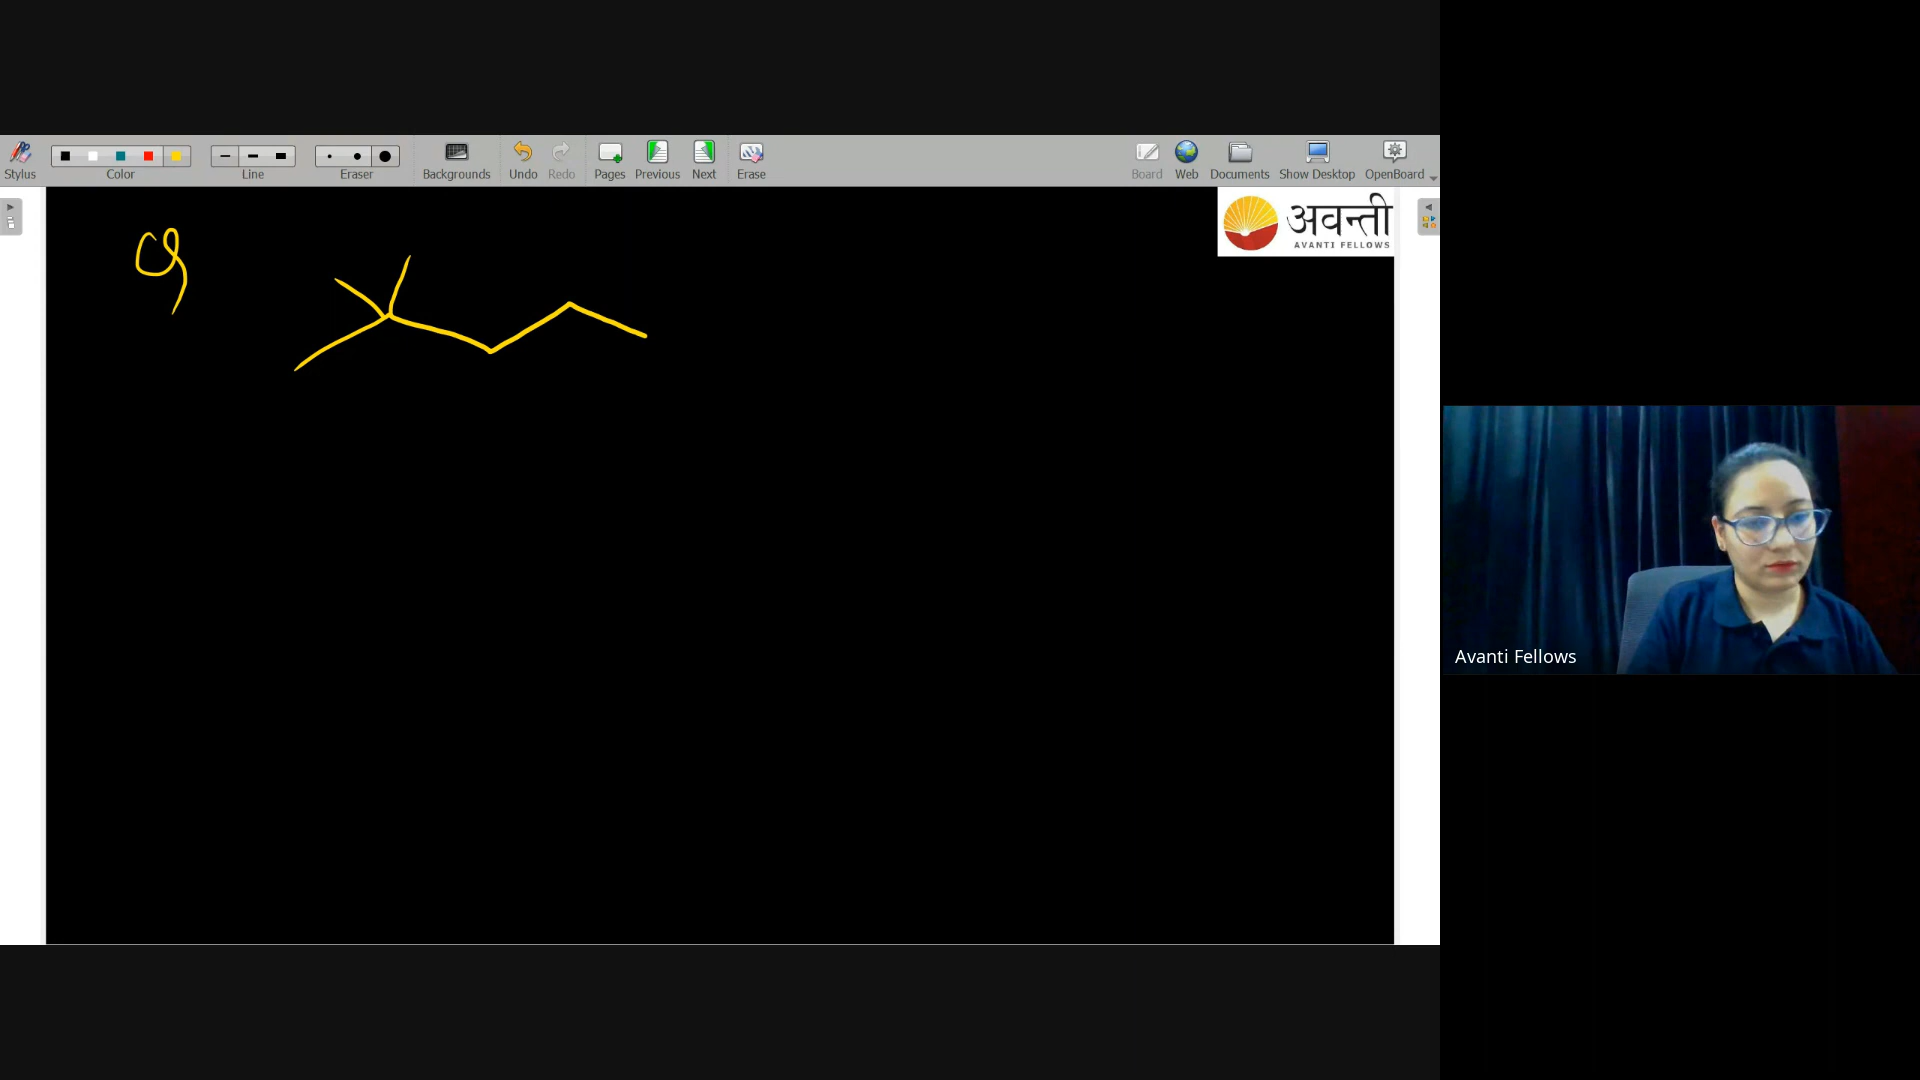 Stylus Color Line Eraser Backgrounds Undo Redo Pages Previous Next Erase Board Web Documents Show Desktop OpenBoard
Q
अवन्ती
AVANTI FELLOWS
Avanti Fellows